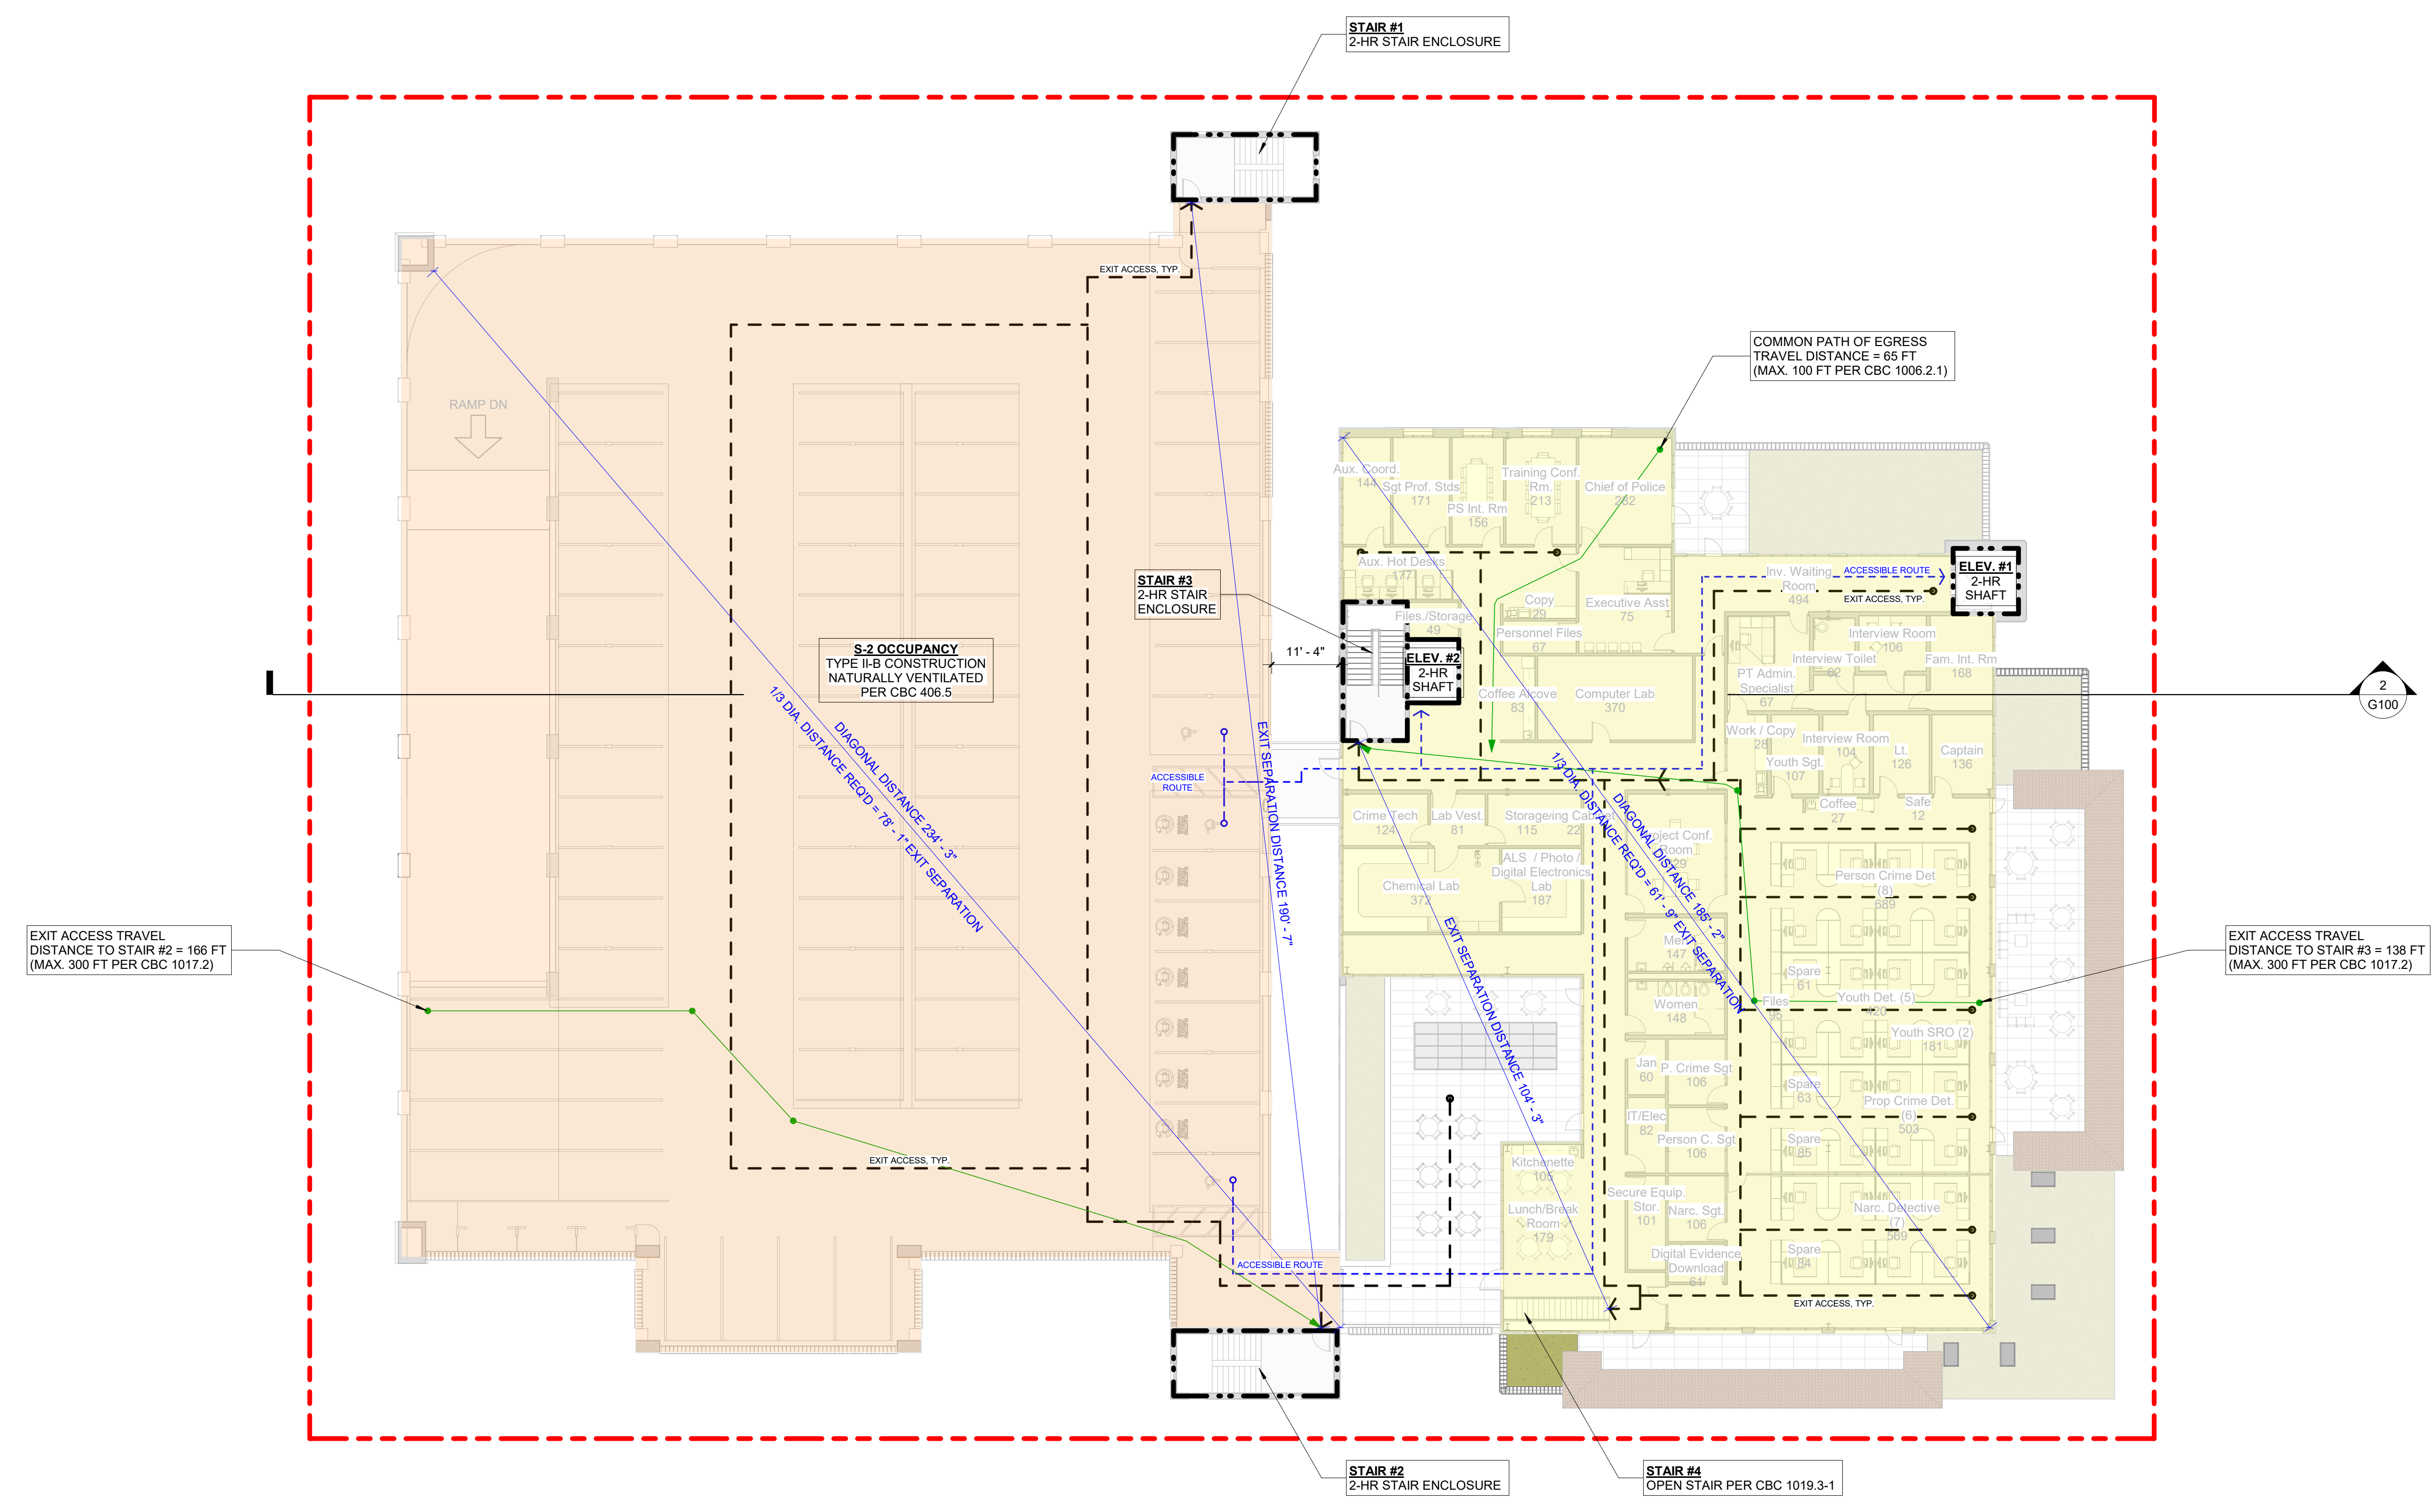 STAIR #1
2-HR STAIR ENCLOSURE
EXIT ACCESS, TYP.
COMMON PATH OF EGRESS
TRAVEL DISTANCE = 65 FT
(MAX. 100 FT PER CBC 1006.2.1)
RAMP DN
Aux. Coord.
144
Sgt Prof. Stds
171
PS Int. Rm
156
Training Conf.
Rm.
213
Chief of Police
282
Aux. Hot Desks
177
STAIR #3
2-HR STAIR
ENCLOSURE
Copy
29
Executive Asst
75
Files./Storage
49
Personnel Files
67
Inv. Waiting
Room
494
ACCESSIBLE ROUTE
EXIT ACCESS, TYP.
ELEV. #1
2-HR
SHAFT
S-2 OCCUPANCY
TYPE II-B CONSTRUCTION
NATURALLY VENTILATED
PER CBC 406.5
11' - 4"
ELEV. #2
2-HR
SHAFT
Coffee Alcove
83
Computer Lab
370
Interview Room
106
Interview Toilet
62
Fam. Int. Rm
168
PT Admin.
Specialist
67
2
G100
Work / Copy
28
Interview Room
104
Youth Sgt.
107
Lt.
126
Captain
136
DIAGONAL DISTANCE 234' - 3"
1/3 DIA. DISTANCE REQ'D = 78' - 1" EXIT SEPARATION
EXIT SEPARATION DISTANCE 190' - 7"
ACCESSIBLE
ROUTE
DIAGONAL DISTANCE 185' - 2"
1/3 DIA. DISTANCE REQ'D = 61' - 9" EXIT SEPARATION
EXIT SEPARATION DISTANCE 104' - 3"
Coffee
27
Safe
12
Crime Tech
124
Lab Vest.
81
Storage
115
22
Room
Chemical Lab
372
ALS / Photo /
Digital Electronics
Lab
187
Person Crime Det
(8)
689
Men
147
EXIT ACCESS TRAVEL
DISTANCE TO STAIR #2 = 166 FT
(MAX. 300 FT PER CBC 1017.2)
EXIT ACCESS TRAVEL
DISTANCE TO STAIR #3 = 138 FT
(MAX. 300 FT PER CBC 1017.2)
Women
148
Spare
61
Files
95
Youth Det. (5)
420
Youth SRO (2)
181
Jan
60
P. Crime Sgt
106
Spare
63
Prop Crime Det.
(6)
503
IT/Elec
82
Person C. Sgt
106
Spare
85
EXIT ACCESS, TYP.
Kitchenette
105
Lunch/Break
Room
179
Secure Equip.
Stor.
101
Narc. Sgt.
106
Narc. Detective
(7)
569
Digital Evidence
Download
61
Spare
84
ACCESSIBLE ROUTE
EXIT ACCESS, TYP.
STAIR #2
2-HR STAIR ENCLOSURE
STAIR #4
OPEN STAIR PER CBC 1019.3-1